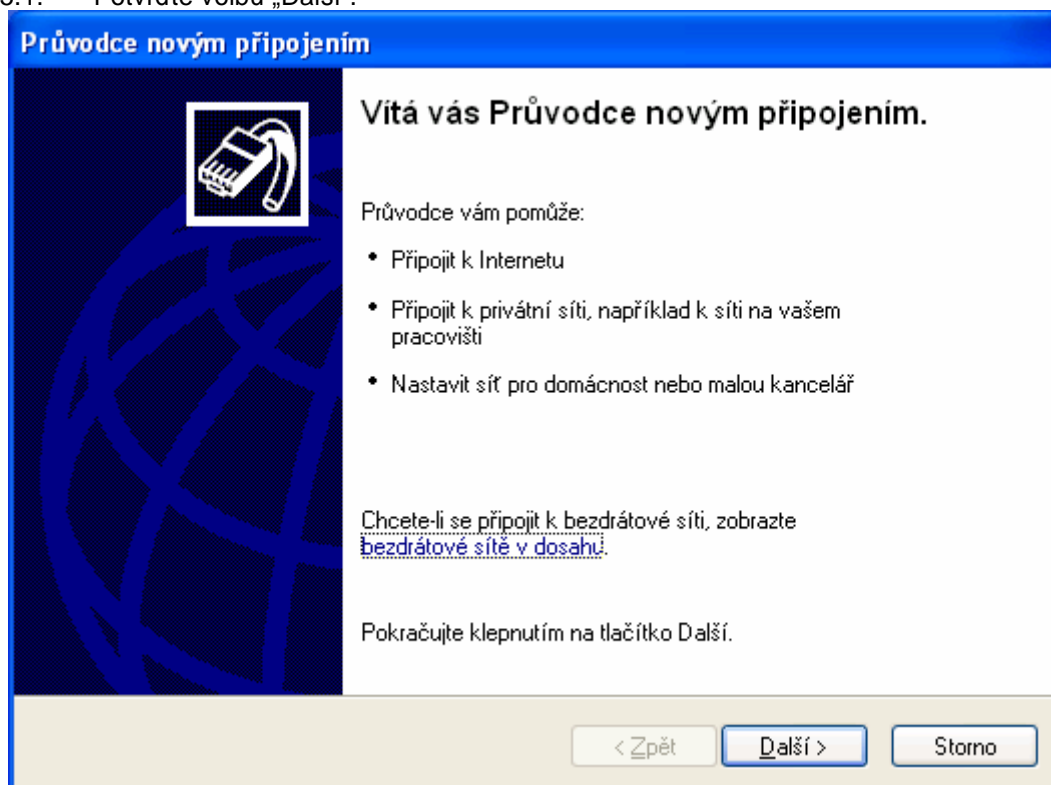 Průvodce novým připojením
Vítá vás Průvodce novým připojením.
Průvodce vám pomůže:
• Připojit k Internetu
• Připojit k privátní síti, například k síti na vašem
pracovišti
• Nastavit síť pro domácnost nebo malou kancelář
Chcete-li se připojit k bezdrátové síti, zobrazte
bezdrátové sítě v dosahu.
Pokračujte klepnutím na tlačítko Další.
< Zpět Další > Storno